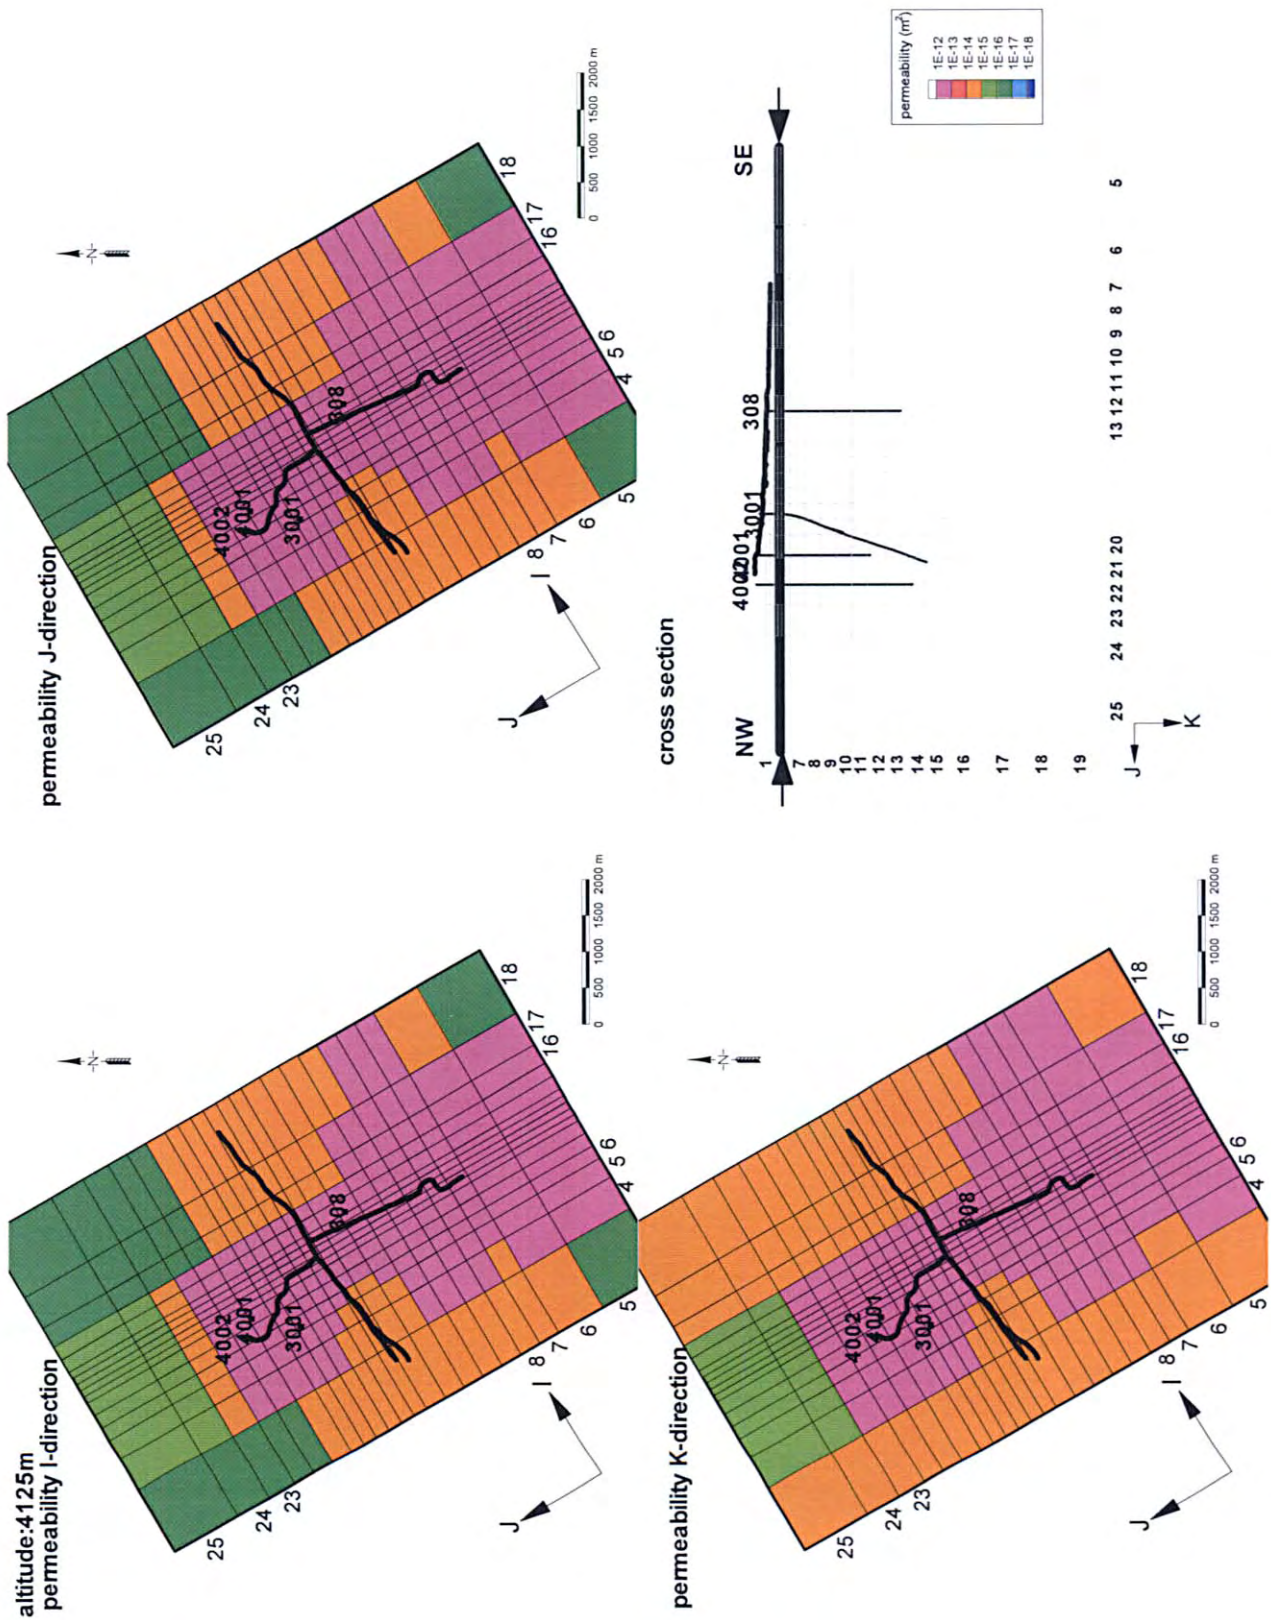 altitude:4125m
permeability I-direction
N
4002
4001
3001
308
25
24
23
8
7
6
5
4
5
6
16
17
18
I
J
0 500 1000 1500 2000 m
permeability J-direction
N
4002
4001
3001
308
25
24
23
8
7
6
5
4
5
6
16
17
18
I
J
0 500 1000 1500 2000 m
permeability K-direction
N
4002
4001
3001
308
25
24
23
8
7
6
5
4
5
6
16
17
18
I
J
0 500 1000 1500 2000 m
cross section
NW
SE
4002
4001
3001
308
1
7
8
9
10
11
12
13
14
15
16
17
18
19
25 24 23 22 21 20 13 12 11 10 9 8 7 6 5
J
K
permeability (m²)
1E-12
1E-13
1E-14
1E-15
1E-16
1E-17
1E-18